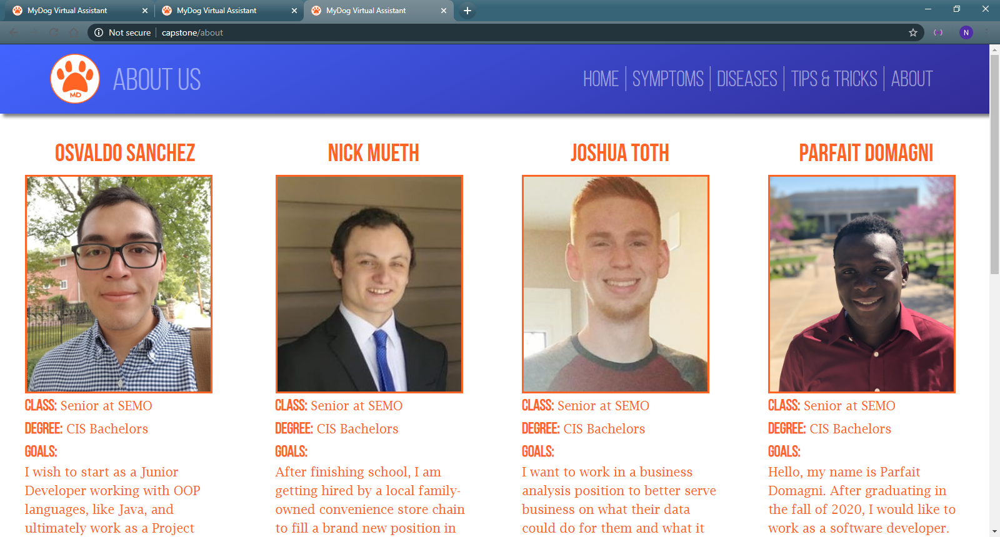 MyDog Virtual Assistant
MyDog Virtual Assistant
MyDog Virtual Assistant
Not secure
capstone/about
N
MD
ABOUT US
HOME
SYMPTOMS
DISEASES
TIPS & TRICKS
ABOUT
OSVALDO SANCHEZ
CLASS: Senior at SEMO
DEGREE: CIS Bachelors
GOALS:
I wish to start as a Junior
Developer working with OOP
languages, like Java, and
ultimately work as a Project
NICK MUETH
CLASS: Senior at SEMO
DEGREE: CIS Bachelors
GOALS:
After finishing school, I am
getting hired by a local family-
owned convenience store chain
to fill a brand new position in
JOSHUA TOTH
CLASS: Senior at SEMO
DEGREE: CIS Bachelors
GOALS:
I want to work in a business
analysis position to better serve
business on what their data
could do for them and what it
PARFAIT DOMAGNI
CLASS: Senior at SEMO
DEGREE: CIS Bachelors
GOALS:
Hello, my name is Parfait
Domagni. After graduating in
the fall of 2020, I would like to
work as a software developer.